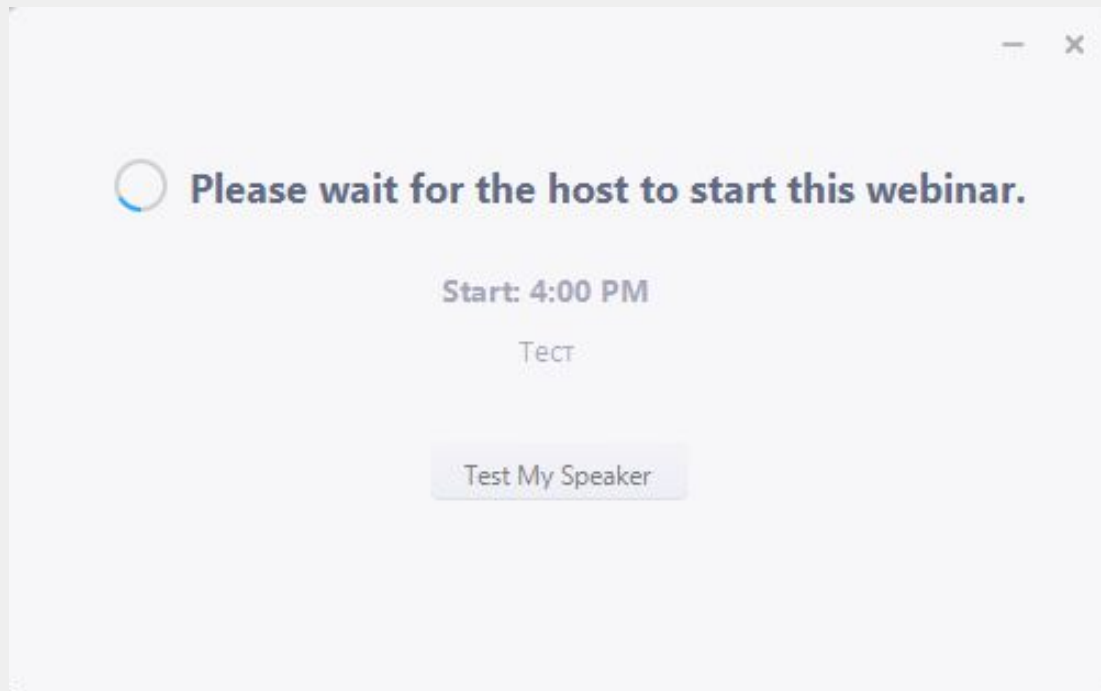 Please wait for the host to start this webinar.
Start: 4:00 PM
Тест
Test My Speaker